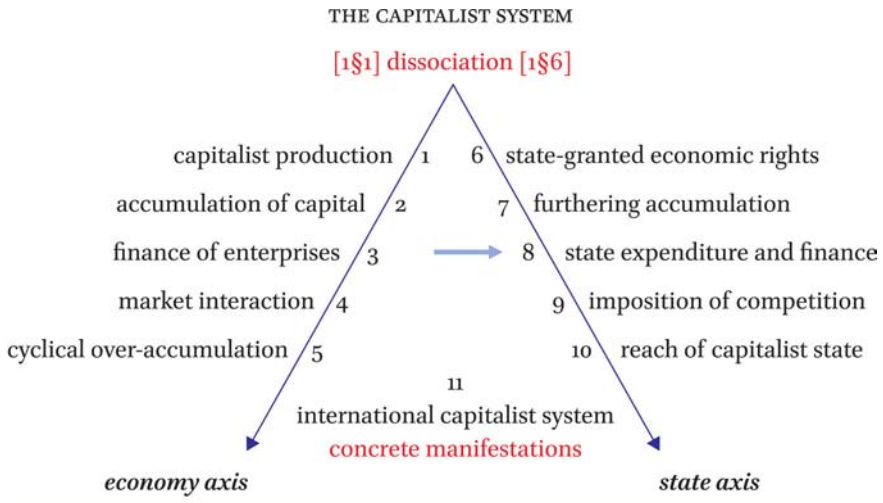 THE CAPITALIST SYSTEM
[1§1] dissociation [1§6]
capitalist production 1 6 state-granted economic rights
accumulation of capital 2 7 furthering accumulation
finance of enterprises 3 8 state expenditure and finance
market interaction 4 9 imposition of competition
cyclical over-accumulation 5 10 reach of capitalist state
11
international capitalist system
concrete manifestations
economy axis state axis